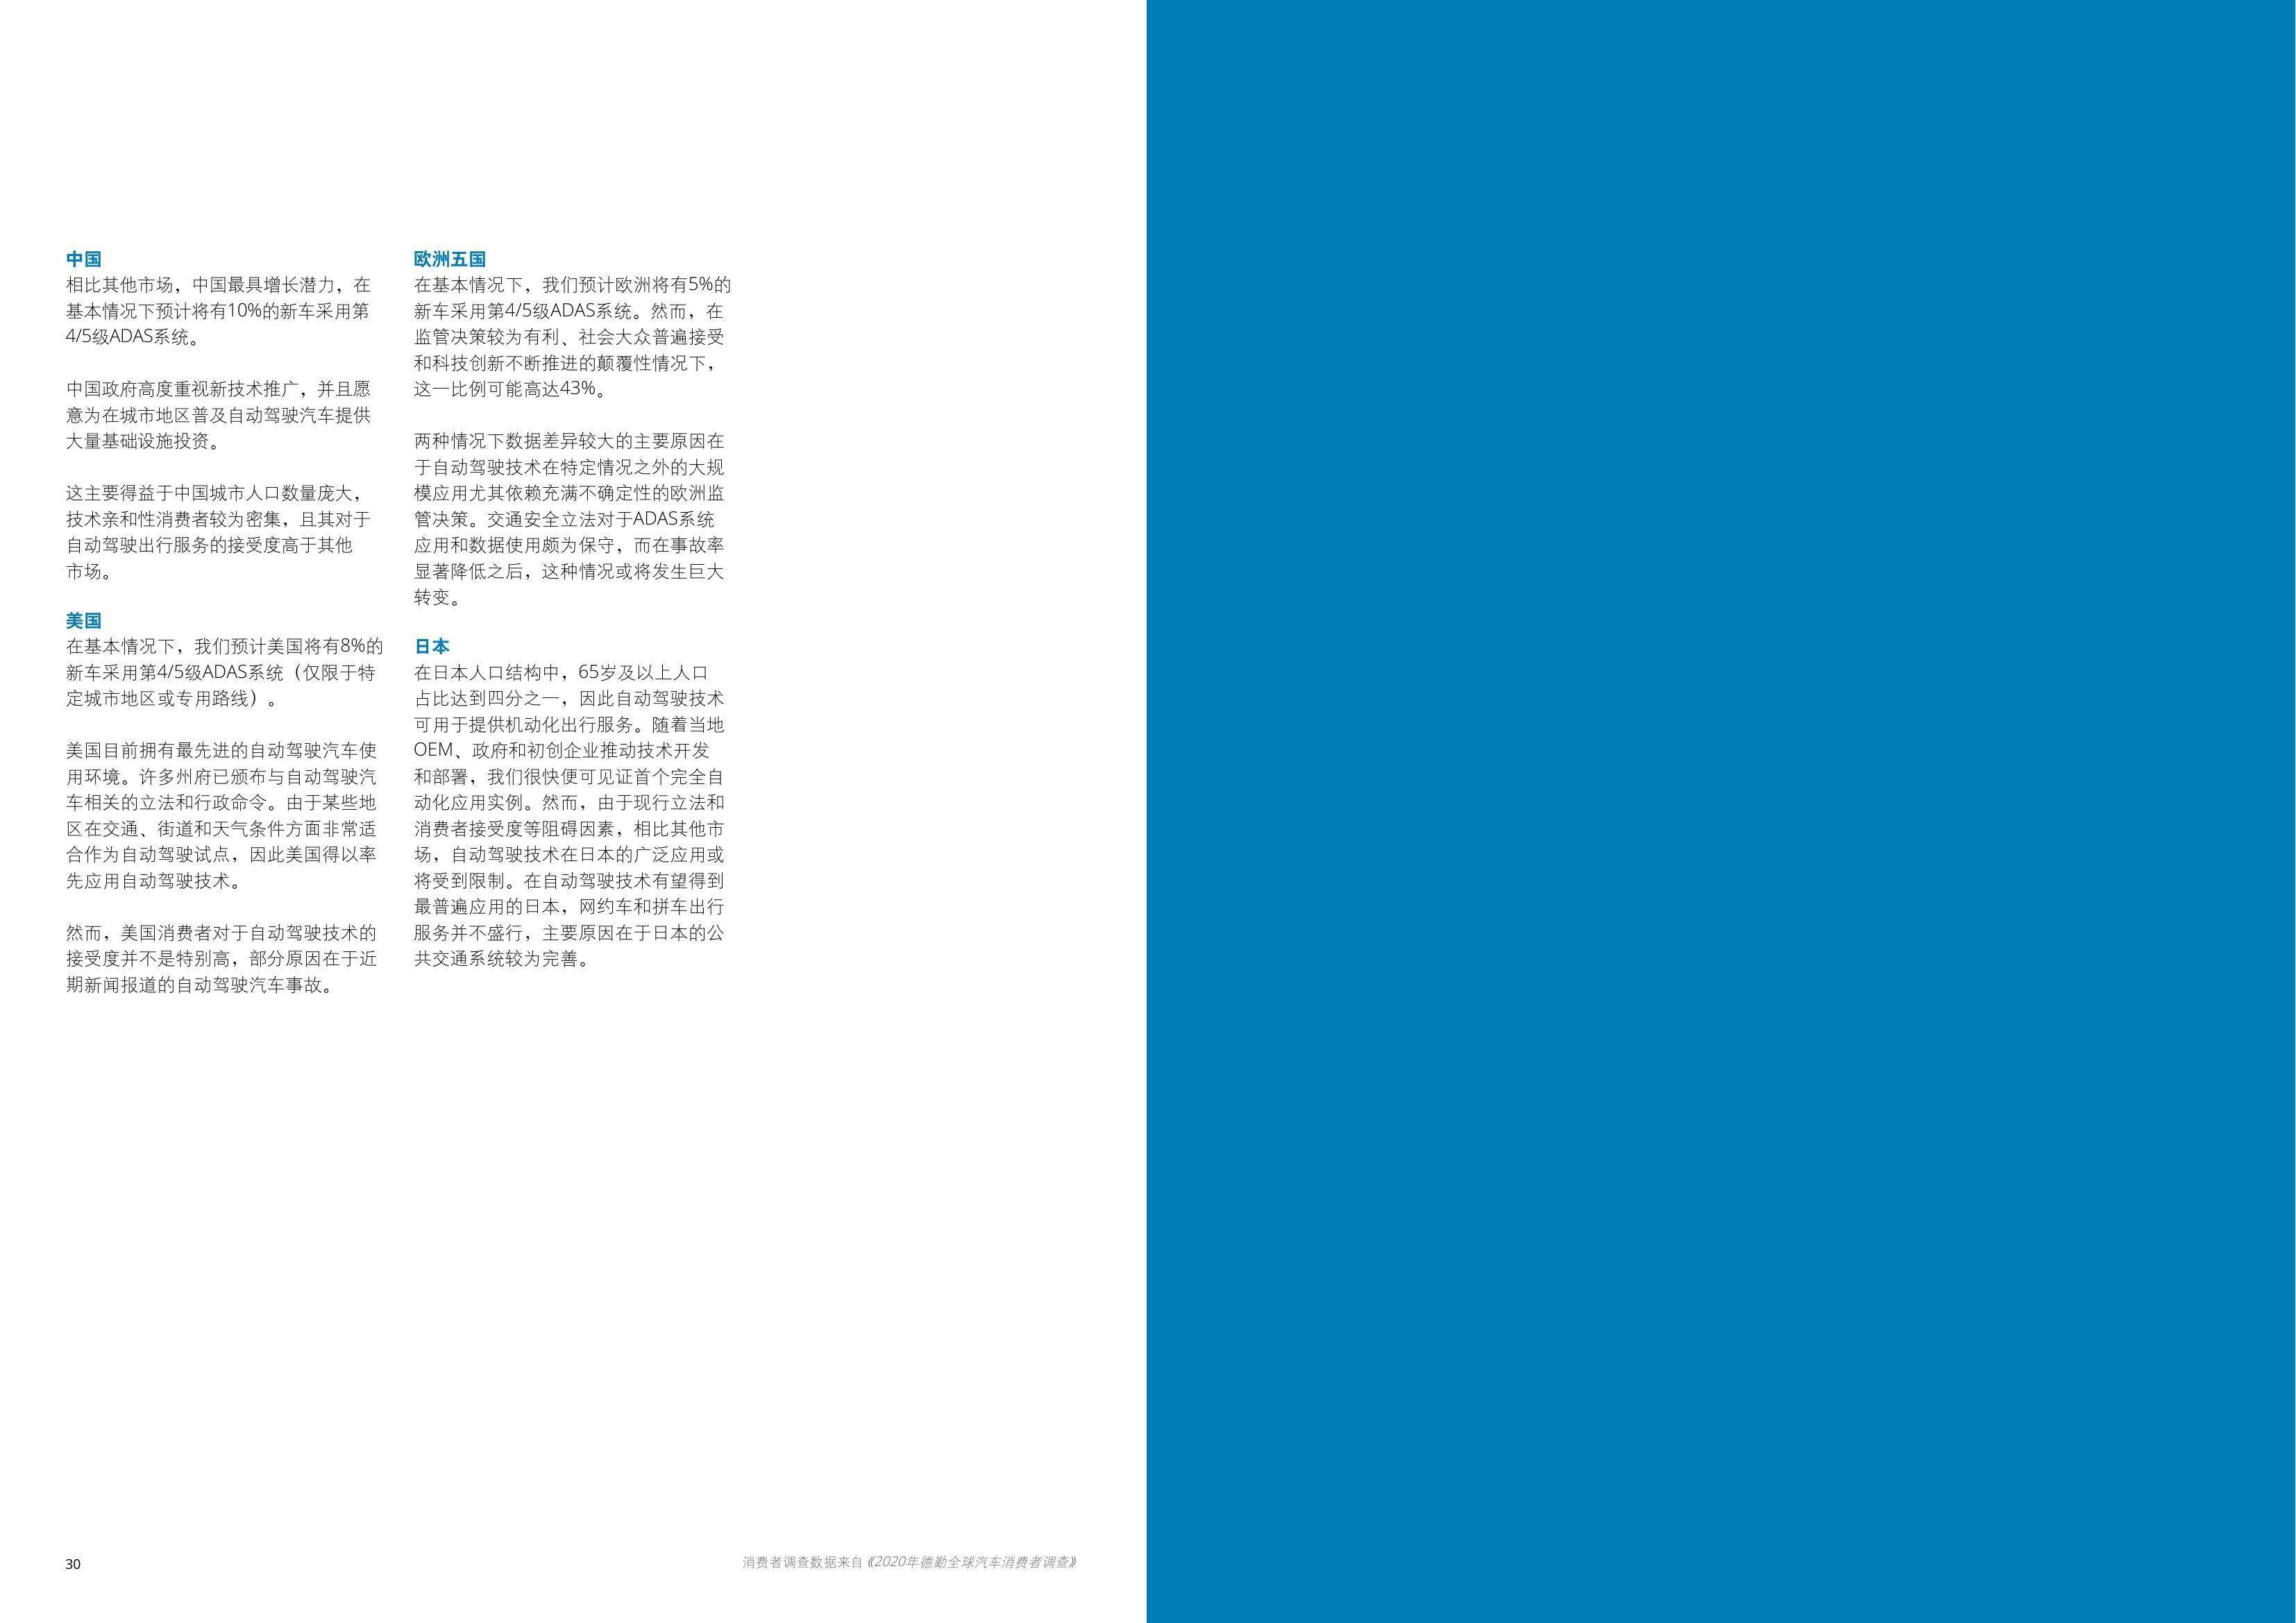 中国
相比其他市场，中国最具增长潜力，在
基本情况下预计将有10%的新车采用第
4/5级ADAS系统。
中国政府高度重视新技术推广，并且愿
意为在城市地区普及自动驾驶汽车提供
大量基础设施投资。
这主要得益于中国城市人口数量庞大，
技术亲和性消费者较为密集，且其对于
自动驾驶出行服务的接受度高于其他
市场。
美国
在基本情况下，我们预计美国将有8%的
新车采用第4/5级ADAS系统（仅限于特
定城市地区或专用路线）。
美国目前拥有最先进的自动驾驶汽车使
用环境。许多州府已颁布与自动驾驶汽
车相关的立法和行政命令。由于某些地
区在交通、街道和天气条件方面非常适
合作为自动驾驶试点，因此美国得以率
先应用自动驾驶技术。
然而，美国消费者对于自动驾驶技术的
接受度并不是特别高，部分原因在于近
期新闻报道的自动驾驶汽车事故。
欧洲五国
在基本情况下，我们预计欧洲将有5%的
新车采用第4/5级ADAS系统。然而，在
监管决策较为有利、社会大众普遍接受
和科技创新不断推进的颠覆性情况下，
这一比例可能高达43%。
两种情况下数据差异较大的主要原因在
于自动驾驶技术在特定情况之外的大规
模应用尤其依赖充满不确定性的欧洲监
管决策。交通安全立法对于ADAS系统
应用和数据使用颇为保守，而在事故率
显著降低之后，这种情况或将发生巨大
转变。
日本
在日本人口结构中，65岁及以上人口
占比达到四分之一，因此自动驾驶技术
可用于提供机动化出行服务。随着当地
OEM、政府和初创企业推动技术开发
和部署，我们很快便可见证首个完全自
动化应用实例。然而，由于现行立法和
消费者接受度等阻碍因素，相比其他市
场，自动驾驶技术在日本的广泛应用或
将受到限制。在自动驾驶技术有望得到
最普遍应用的日本，网约车和拼车出行
服务并不盛行，主要原因在于日本的公
共交通系统较为完善。
30
消费者调查数据来自《2020年德勤全球汽车消费者调查》